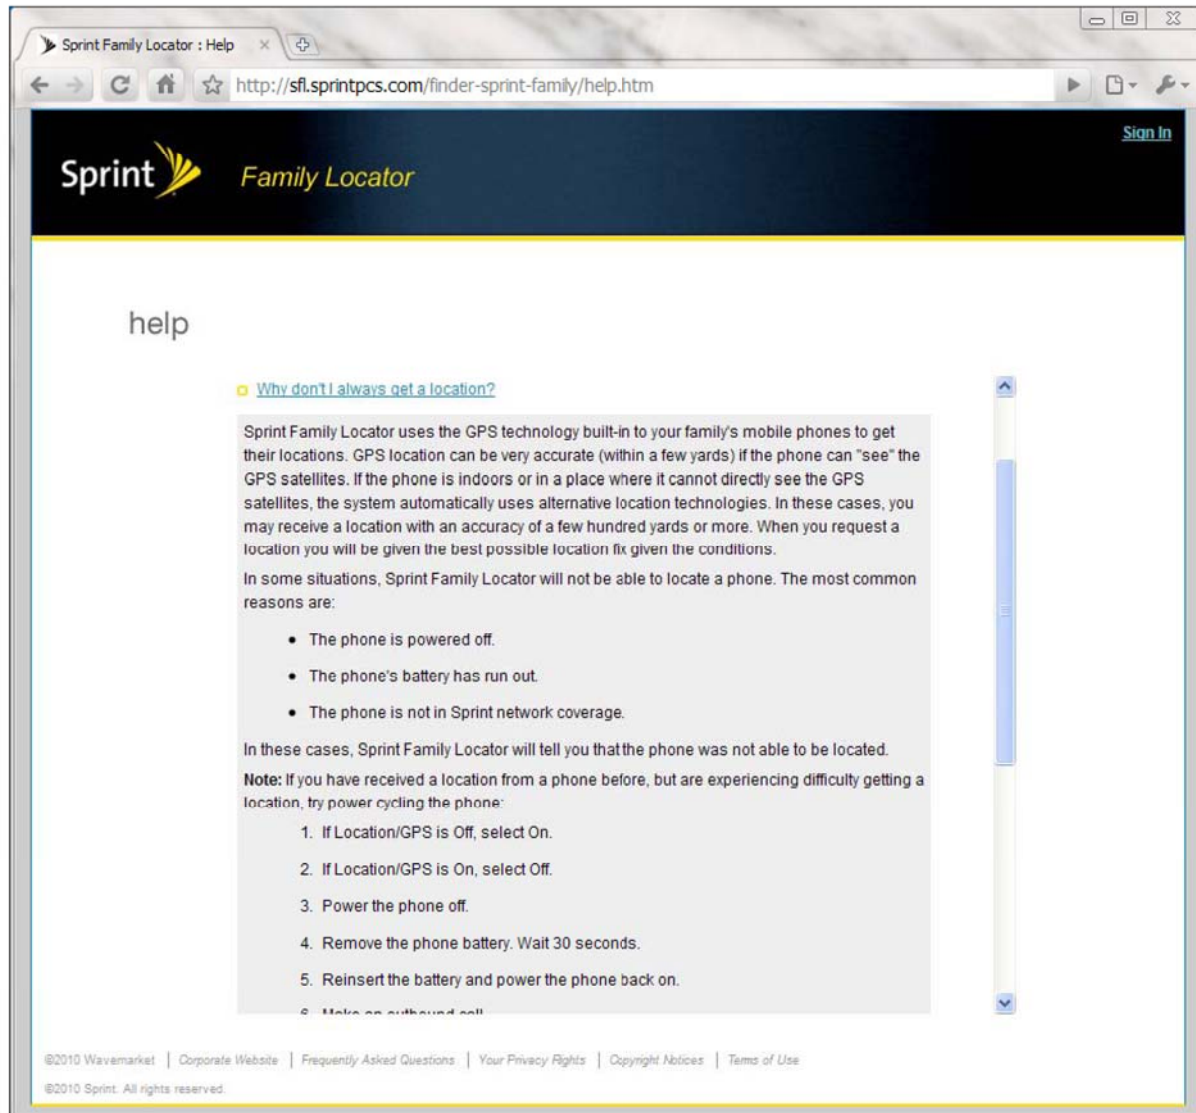 Sprint Family Locator : Help
http://sfl.sprintpcs.com/finder-sprint-family/help.htm
Sign In
Sprint Family Locator
help
Why don't I always get a location?
Sprint Family Locator uses the GPS technology built-in to your family's mobile phones to get
their locations. GPS location can be very accurate (within a few yards) if the phone can "see" the
GPS satellites. If the phone is indoors or in a place where it cannot directly see the GPS
satellites, the system automatically uses alternative location technologies. In these cases, you
may receive a location with an accuracy of a few hundred yards or more. When you request a
location you will be given the best possible location fix given the conditions.
In some situations, Sprint Family Locator will not be able to locate a phone. The most common
reasons are:
• The phone is powered off.
• The phone's battery has run out.
• The phone is not in Sprint network coverage.
In these cases, Sprint Family Locator will tell you that the phone was not able to be located.
Note: If you have received a location from a phone before, but are experiencing difficulty getting a
location, try power cycling the phone:
1. If Location/GPS is Off, select On.
2. If Location/GPS is On, select Off.
3. Power the phone off.
4. Remove the phone battery. Wait 30 seconds.
5. Reinsert the battery and power the phone back on.
6. Make an outbound call
©2010 Wavemarket | Corporate Website | Frequently Asked Questions | Your Privacy Rights | Copyright Notices | Terms of Use
©2010 Sprint. All rights reserved.